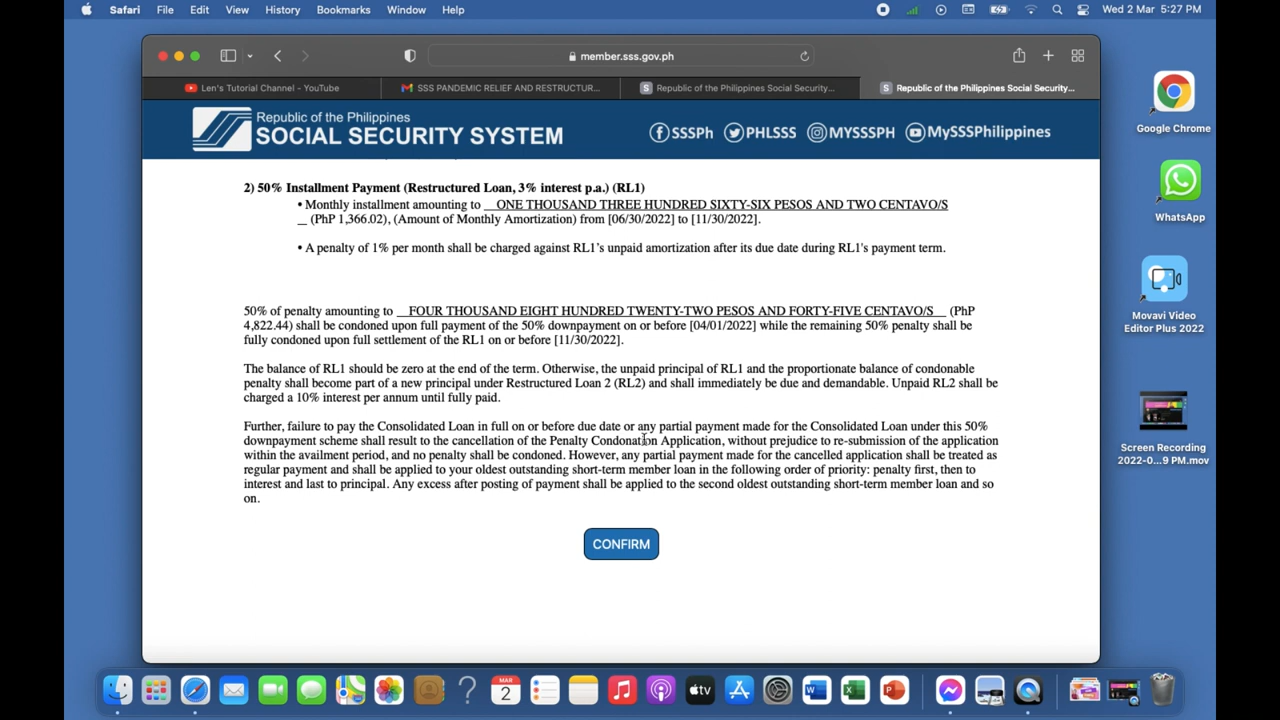 Safari File Edit View History Bookmarks Window Help Wed 2 Mar 5:27 PM
member.sss.gov.ph
Len's Tutorial Channel - YouTube
SSS PANDEMIC RELIEF AND RESTRUCTUR...
Republic of the Philippines Social Security...
Republic of the Philippines Social Security...
Republic of the Philippines
SOCIAL SECURITY SYSTEM
SSSPh PHLSSS MYSSSPH MySSSPhilippines
2) 50% Installment Payment (Restructured Loan, 3% interest p.a.) (RL1)
• Monthly installment amounting to __ONE THOUSAND THREE HUNDRED SIXTY-SIX PESOS AND TWO CENTAVO/S
_ (PhP 1,366.02), (Amount of Monthly Amortization) from [06/30/2022] to [11/30/2022].
• A penalty of 1% per month shall be charged against RL1's unpaid amortization after its due date during RL1's payment term.
50% of penalty amounting to __FOUR THOUSAND EIGHT HUNDRED TWENTY-TWO PESOS AND FORTY-FIVE CENTAVO/S__ (PhP
4,822.44) shall be condoned upon full payment of the 50% downpayment on or before [04/01/2022] while the remaining 50% penalty shall be
fully condoned upon full settlement of the RL1 on or before [11/30/2022].
The balance of RL1 should be zero at the end of the term. Otherwise, the unpaid principal of RL1 and the proportionate balance of condonable
penalty shall become part of a new principal under Restructured Loan 2 (RL2) and shall immediately be due and demandable. Unpaid RL2 shall be
charged a 10% interest per annum until fully paid.
Further, failure to pay the Consolidated Loan in full on or before due date or any partial payment made for the Consolidated Loan under this 50%
downpayment scheme shall result to the cancellation of the Penalty Condonation Application, without prejudice to re-submission of the application
within the availment period, and no penalty shall be condoned. However, any partial payment made for the cancelled application shall be treated as
regular payment and shall be applied to your oldest outstanding short-term member loan in the following order of priority: penalty first, then to
interest and last to principal. Any excess after posting of payment shall be applied to the second oldest outstanding short-term member loan and so
on.
CONFIRM
Google Chrome
WhatsApp
Movavi Video
Editor Plus 2022
Screen Recording
2022-0...9 PM.mov
MAR
2
tv